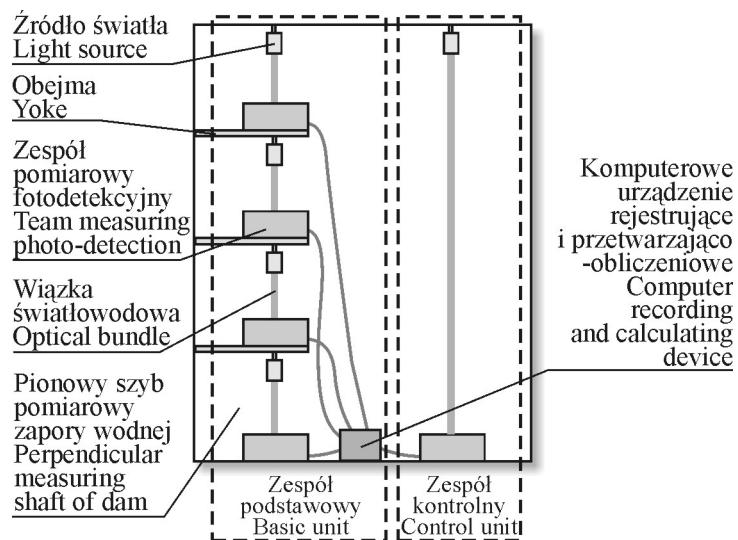 Źródło światła
Light source
Obejma
Yoke
Zespół
pomiarowy
fotodetekcyjny
Team measuring
photo-detection
Wiązka
światłowodowa
Optical bundle
Pionowy szyb
pomiarowy
zapory wodnej
Perpendicular
measuring
shaft of dam
Komputerowe
urządzenie
rejestrujące
i przetwarzająco
-obliczeniowe
Computer
recording
and calculating
device
Zespół
podstawowy
Basic unit
Zespół
kontrolny
Control unit